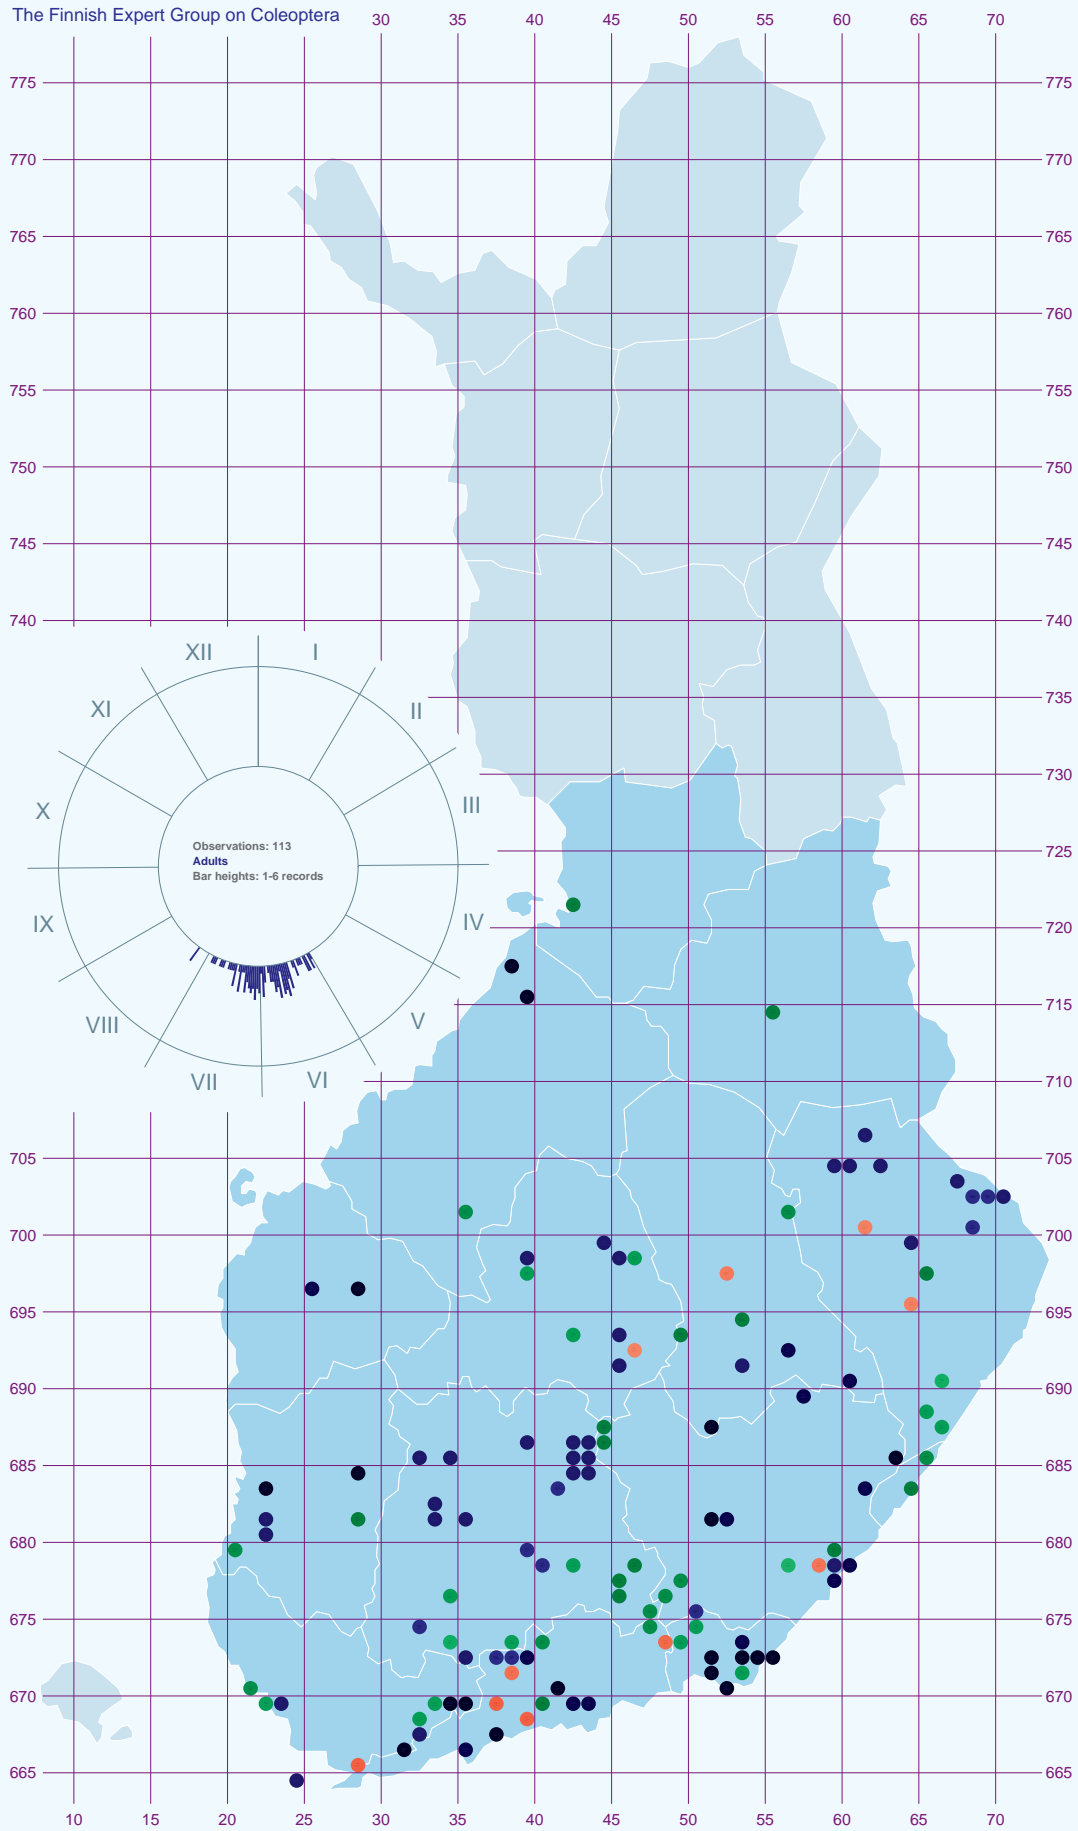 The Finnish Expert Group on Coleoptera
30 40 45 50 55 60 65 70
775 775
770 770
765 765
760 760
755 755
750 750
745 745
740 740
XII I
XI II
735
730
X III
Observations: 113
Adults
Bar heights: 1-6 records
725
IX IV
720
VIII V
715
VII VI
710
705 705
700 700
695 695
690 690
685 685
680 680
675 675
670 670
665 665
10 15 20 25 30 35 40 45 50 55 60 65 70